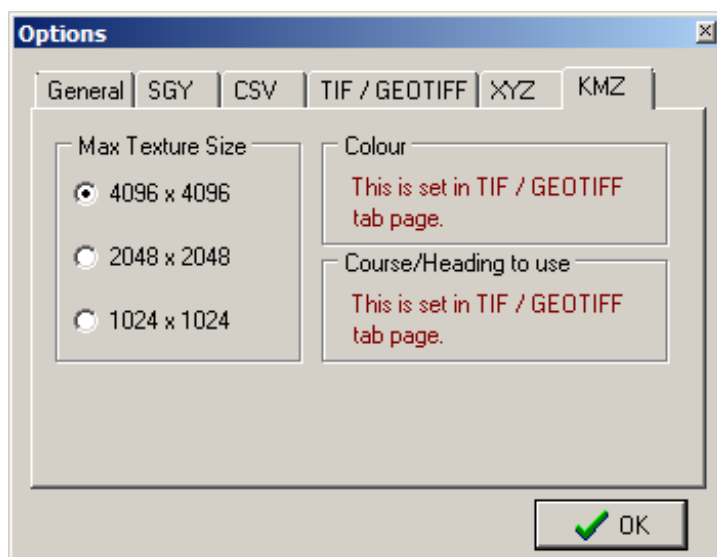 Options
General SGY CSV TIF / GEOTIFF XYZ KMZ
Max Texture Size
4096 x 4096
2048 x 2048
1024 x 1024
Colour
This is set in TIF / GEOTIFF
tab page.
Course/Heading to use
This is set in TIF / GEOTIFF
tab page.
OK